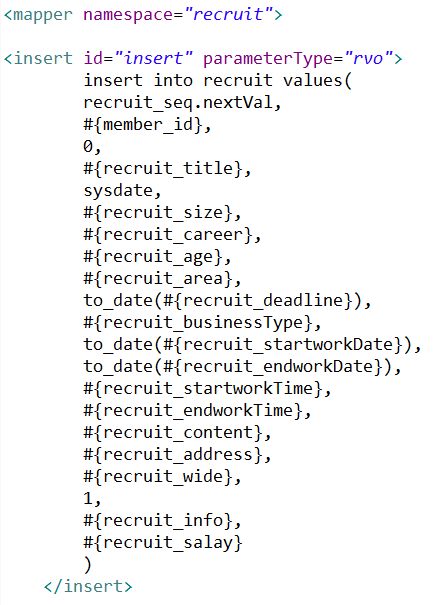 <mapper namespace="recruit">
<insert id="insert" parameterType="rvo">
insert into recruit values(
recruit_seq.nextVal,
#{member_id},
0,
#{recruit_title},
sysdate,
#{recruit_size},
#{recruit_career},
#{recruit_age},
#{recruit_area},
to_date(#{recruit_deadline}),
#{recruit_businessType},
to_date(#{recruit_startworkDate}),
to_date(#{recruit_endworkDate}),
#{recruit_startworkTime},
#{recruit_endworkTime},
#{recruit_content},
#{recruit_address},
#{recruit_wide},
1,
#{recruit_info},
#{recruit_salay}
)
</insert>